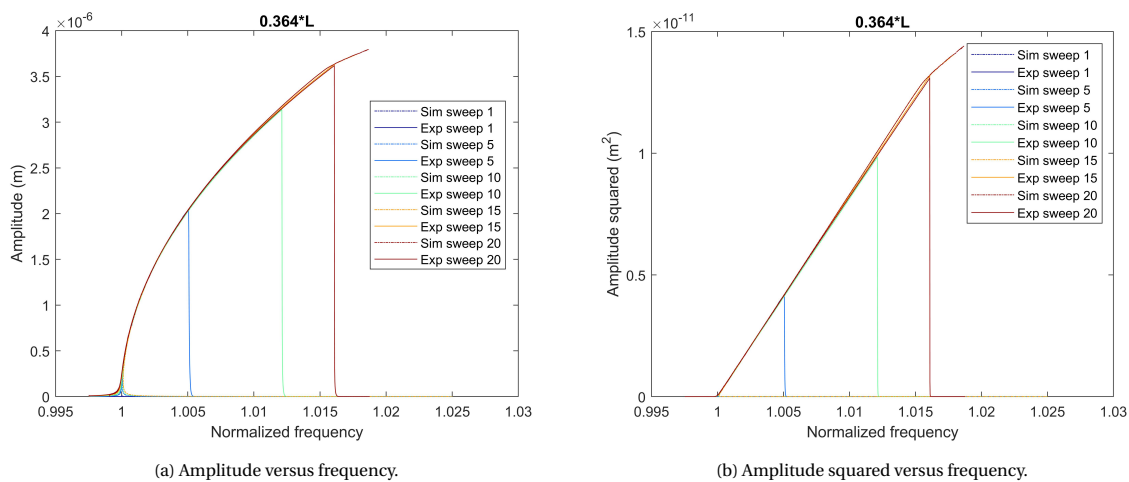 ×10-6
0.364*L
4
3.5
3
2.5
2
1.5
1
0.5
0
Amplitude (m)
0.995
1
1.005
1.01
1.015
1.02
1.025
1.03
Normalized frequency
Sim sweep 1
Exp sweep 1
Sim sweep 5
Exp sweep 5
Sim sweep 10
Exp sweep 10
Sim sweep 15
Exp sweep 15
Sim sweep 20
Exp sweep 20
(a) Amplitude versus frequency.
×10-11
0.364*L
1.5
1
0.5
0
Amplitude squared (m2)
0.995
1
1.005
1.01
1.015
1.02
1.025
1.03
Normalized frequency
Sim sweep 1
Exp sweep 1
Sim sweep 5
Exp sweep 5
Sim sweep 10
Exp sweep 10
Sim sweep 15
Exp sweep 15
Sim sweep 20
Exp sweep 20
(b) Amplitude squared versus frequency.